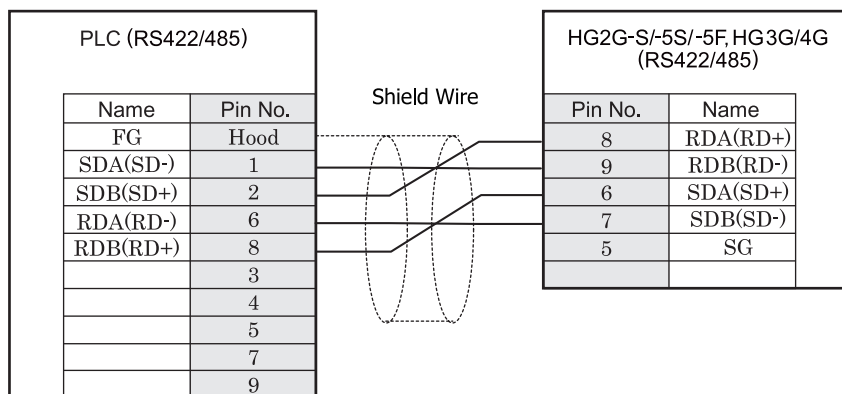 PLC (RS422/485)
Name Pin No.
FG Hood
SDA(SD-) 1
SDB(SD+) 2
RDA(RD-) 6
RDB(RD+) 8
3
4
5
7
9
Shield Wire
HG2G-S/-5S/-5F, HG3G/4G
(RS422/485)
Pin No. Name
8 RDA(RD+)
9 RDB(RD-)
6 SDA(SD+)
7 SDB(SD-)
5 SG